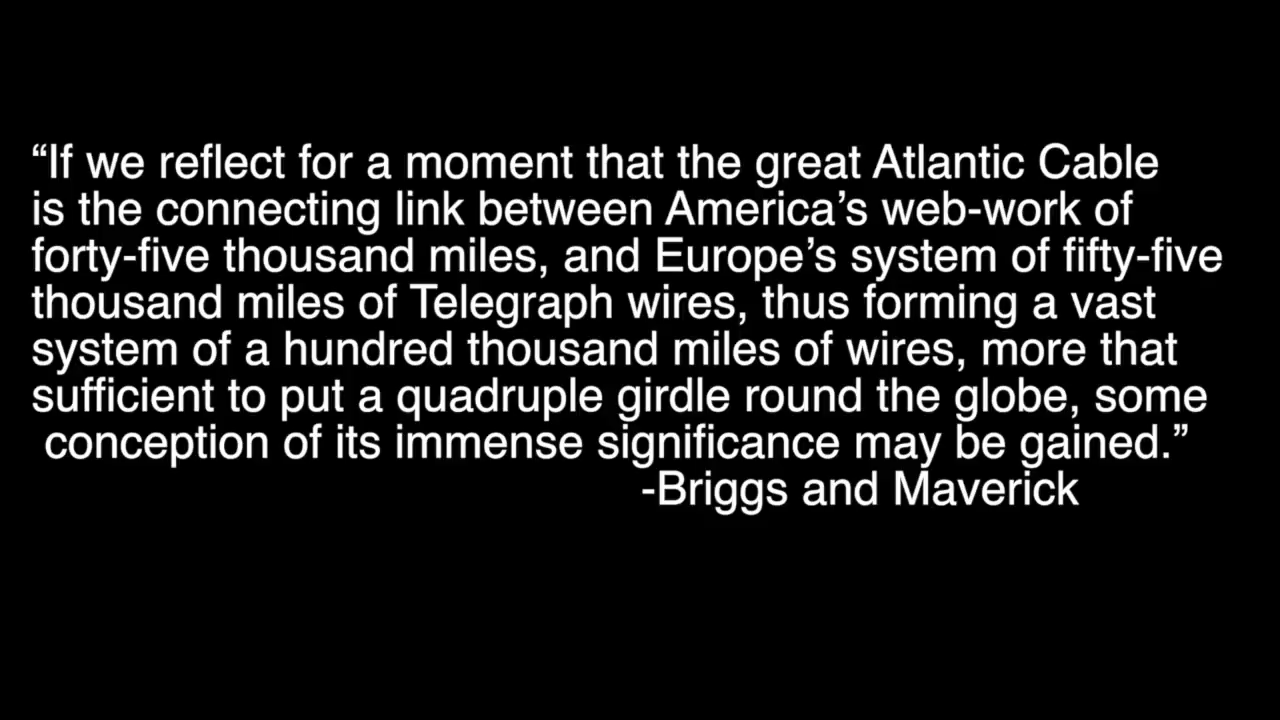 “If we reflect for a moment that the great Atlantic Cable
is the connecting link between America’s web-work of
forty-five thousand miles, and Europe’s system of fifty-five
thousand miles of Telegraph wires, thus forming a vast
system of a hundred thousand miles of wires, more that
sufficient to put a quadruple girdle round the globe, some
conception of its immense significance may be gained.”
-Briggs and Maverick